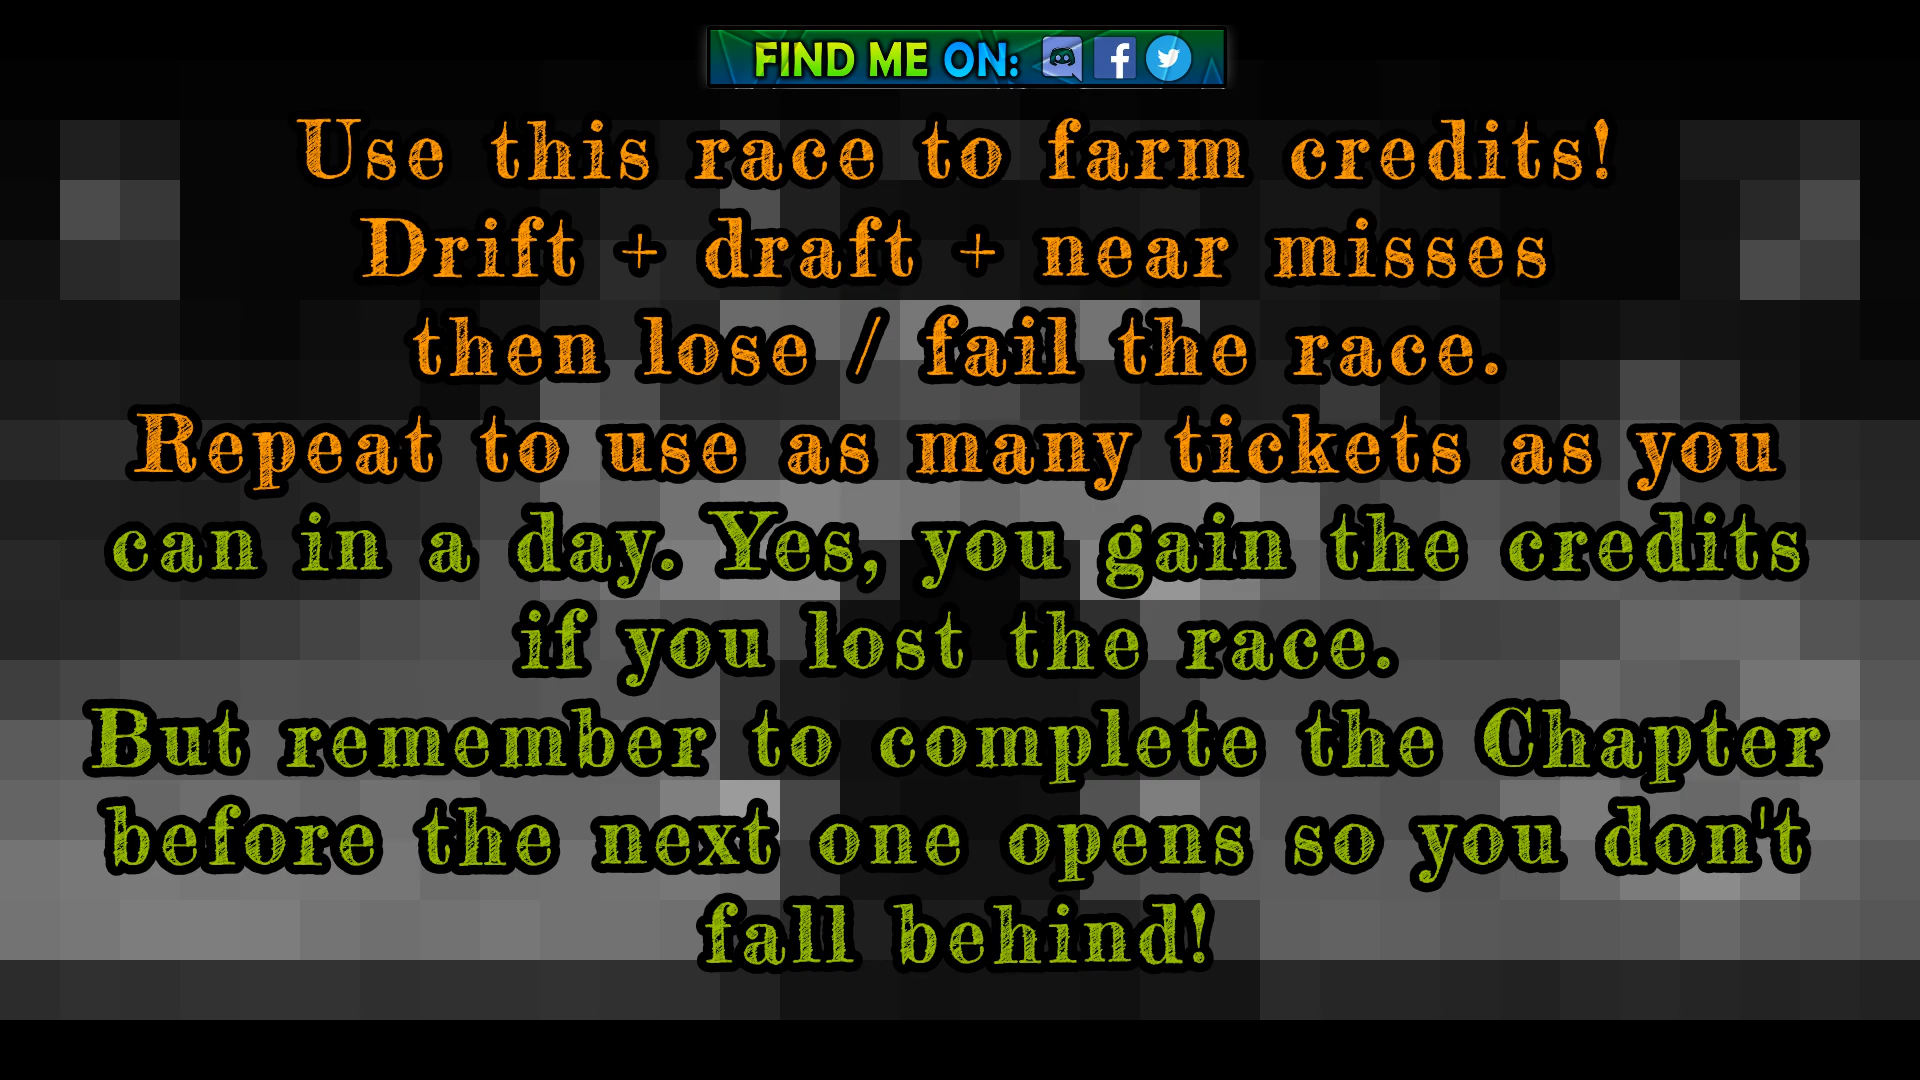 FIND ME ON:
Use this race to farm credits!
Drift + draft + near misses
then lose / fail the race.
Repeat to use as many tickets as you
can in a day. Yes, you gain the credits
if you lost the race.
But remember to complete the Chapter
before the next one opens so you don't
fall behind!